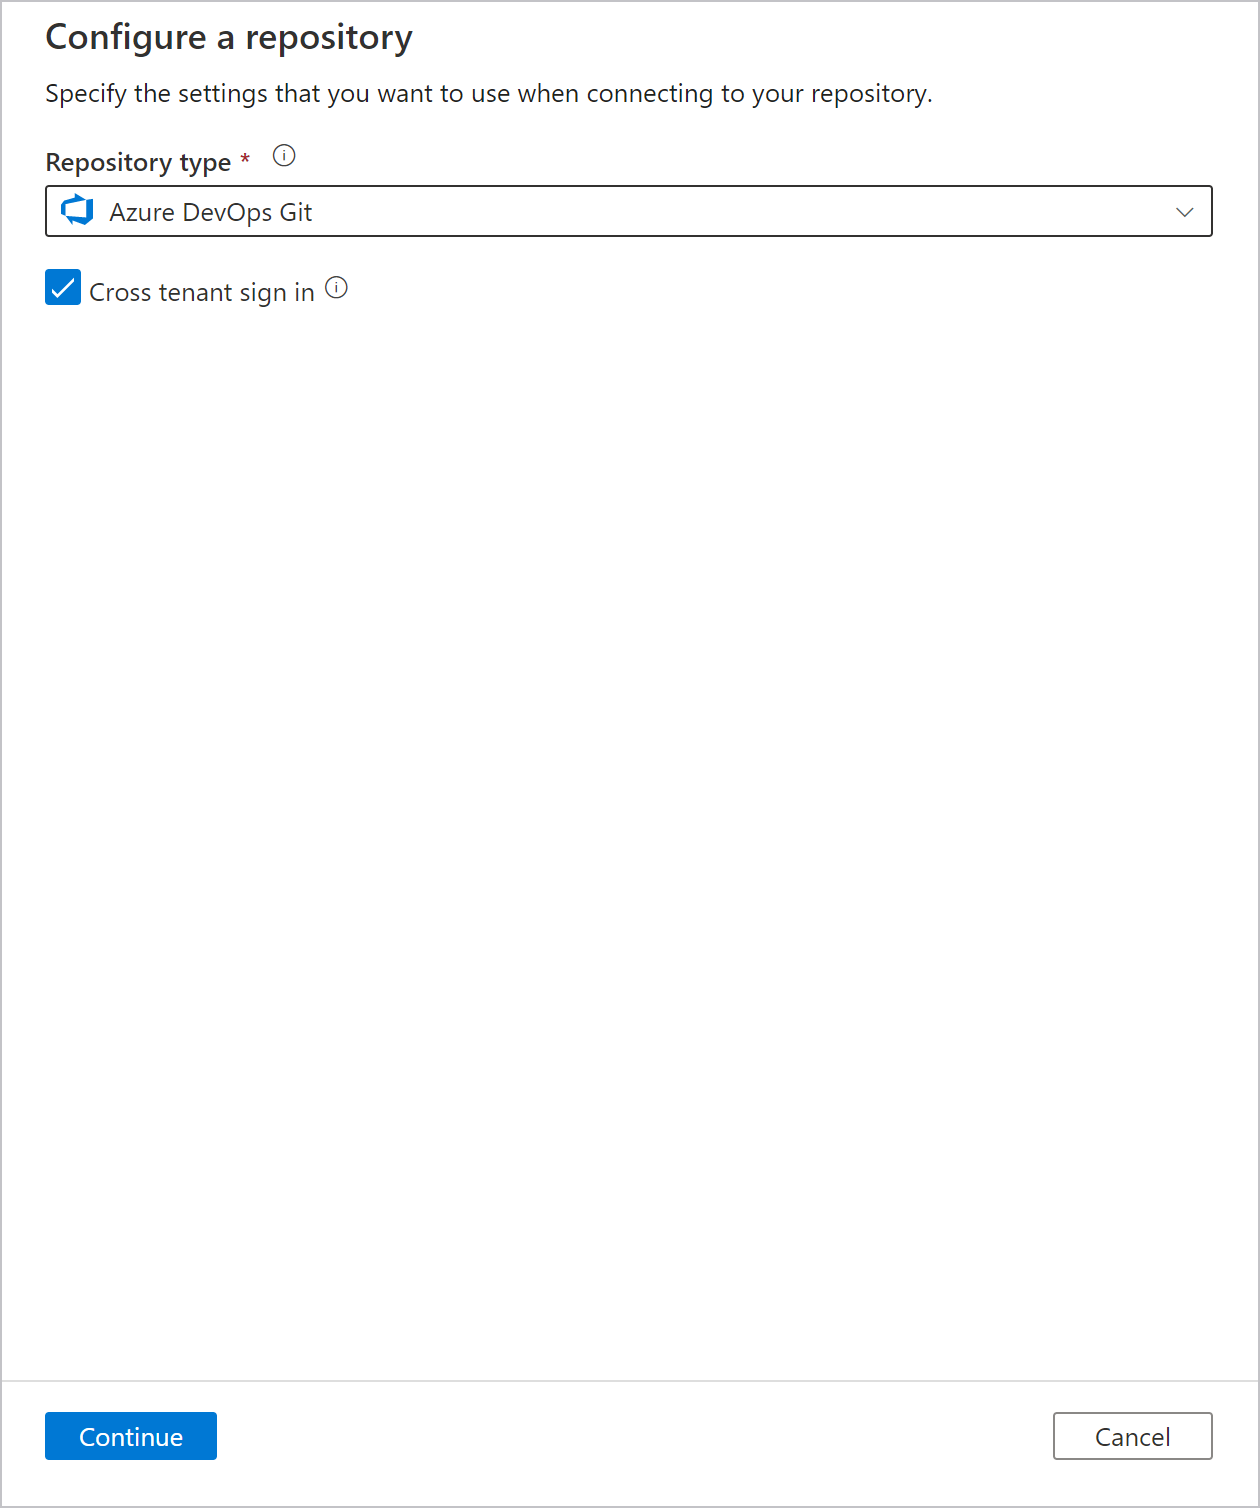 Configure a repository
Specify the settings that you want to use when connecting to your repository.
Repository type *
Azure DevOps Git
Cross tenant sign in
Continue
Cancel